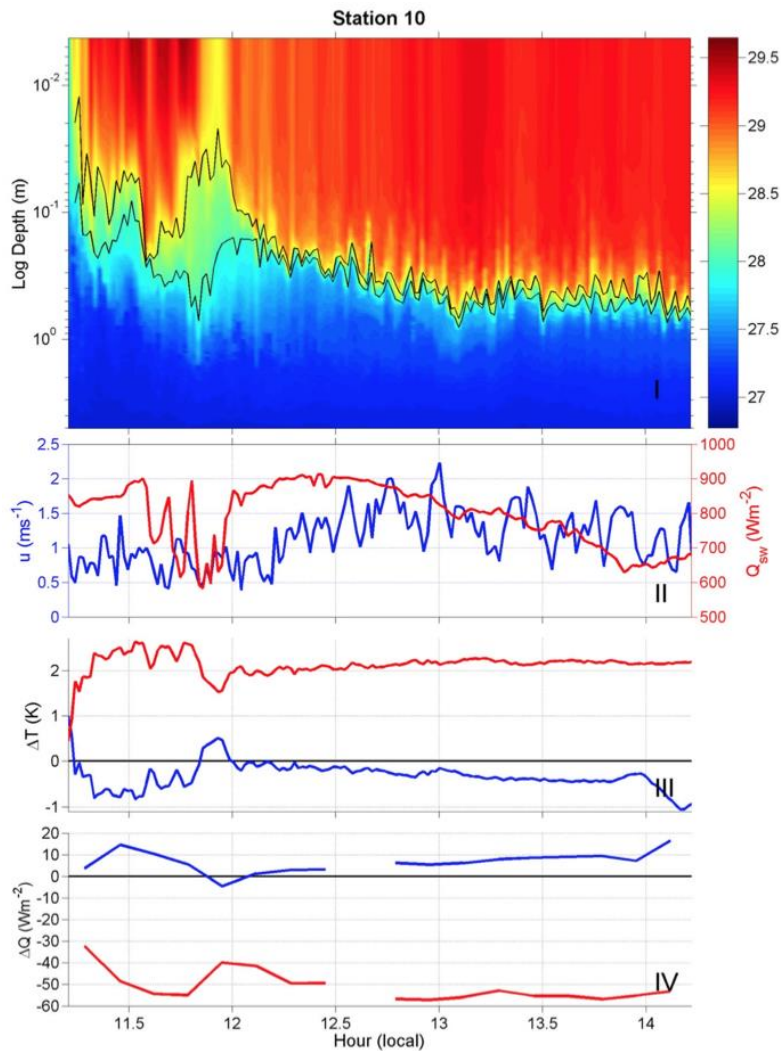 Station 10
10⁻²
10⁻¹
10⁰
Log Depth (m)
29.5
29
28.5
28
27.5
27
I
2.5
2
1.5
1
0.5
0
u (ms⁻¹)
1000
900
800
700
600
500
Q_sw (Wm⁻²)
II
2
1
0
-1
ΔT (K)
III
20
10
0
-10
-20
-30
-40
-50
-60
ΔQ (Wm⁻²)
IV
11.5 12 12.5 13 13.5 14
Hour (local)